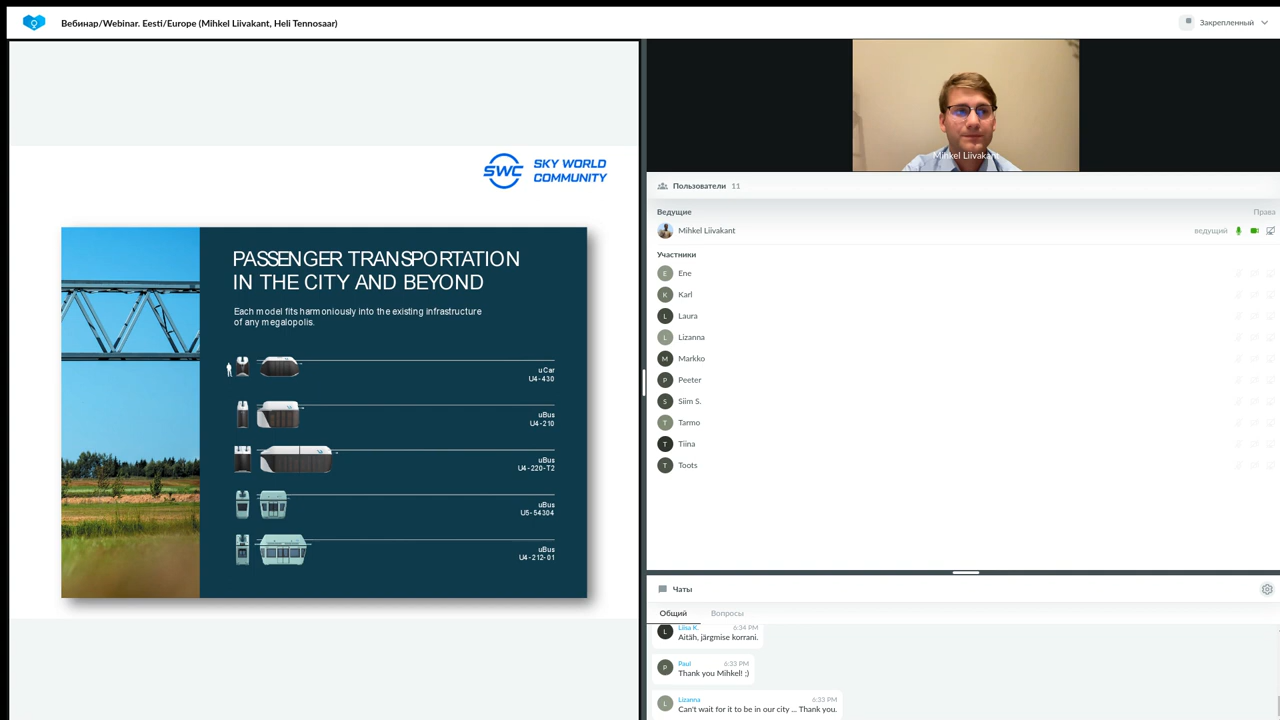 Вебинар/Webinar. Eesti/Europe (Mihkel Liivakant, Heli Tennosaar)
Закрепленный
SWC
SKY WORLD
COMMUNITY
PASSENGER TRANSPORTATION
IN THE CITY AND BEYOND
Each model fits harmoniously into the existing infrastructure
of any megalopolis.
uCar
U4-430
uBus
U4-210
uBus
U4-220-T2
uBus
U5-54304
uBus
U4-212-01
Mihkel Liivakant
Пользователи 11
Ведущие Права
Mihkel Liivakant ведущий
Участники
E Ene
K Karl
L Laura
L Lizanna
M Markko
P Peeter
S Siim S.
T Tarmo
T Tiina
T Toots
Чаты
Общий Вопросы
L Liisa K. 6:34 PM
Aitäh, järgmise korrani.
P Paul 6:33 PM
Thank you Mihkel! ;)
L Lizanna 6:33 PM
Can't wait for it to be in our city ... Thank you.